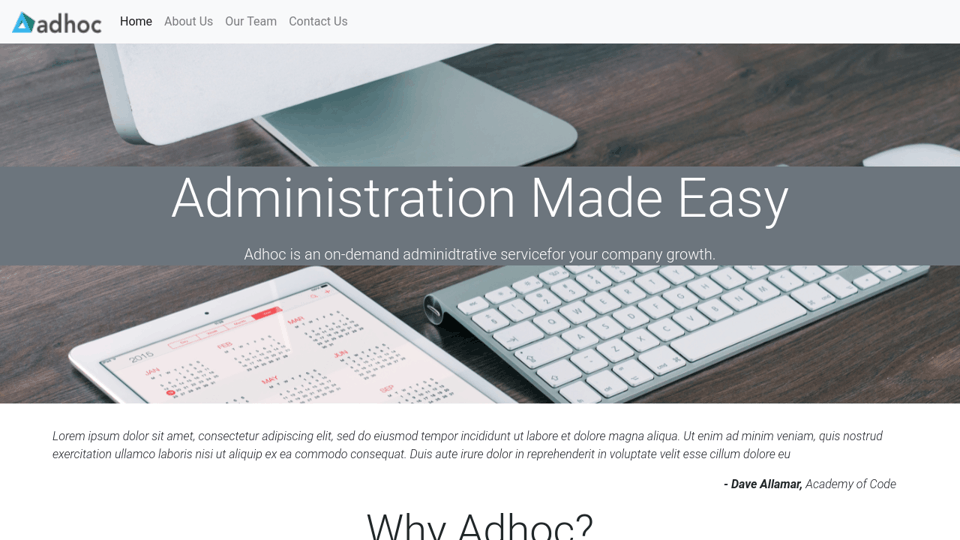 adhoc Home About Us Our Team Contact Us
Administration Made Easy
Adhoc is an on-demand adminidtrative servicefor your company growth.
2015
JAN
FEB
MAR
MAY
JUN
SEP
Lorem ipsum dolor sit amet, consectetur adipiscing elit, sed do eiusmod tempor incididunt ut labore et dolore magna aliqua. Ut enim ad minim veniam, quis nostrud
exercitation ullamco laboris nisi ut aliquip ex ea commodo consequat. Duis aute irure dolor in reprehenderit in voluptate velit esse cillum dolore eu
- Dave Allamar, Academy of Code
Why Adhoc?